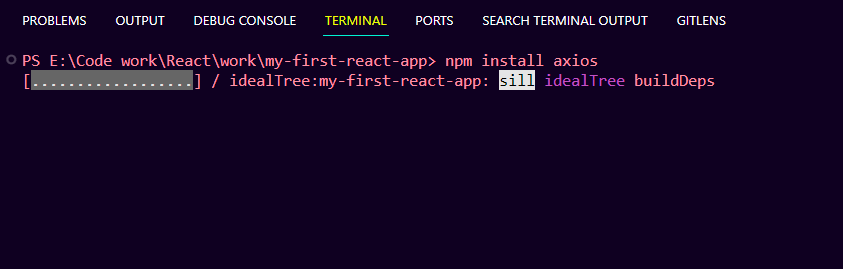 PROBLEMS OUTPUT DEBUG CONSOLE TERMINAL PORTS SEARCH TERMINAL OUTPUT GITLENS
PS E:\Code work\React\work\my-first-react-app> npm install axios
[..................] / idealTree:my-first-react-app: sill idealTree buildDeps